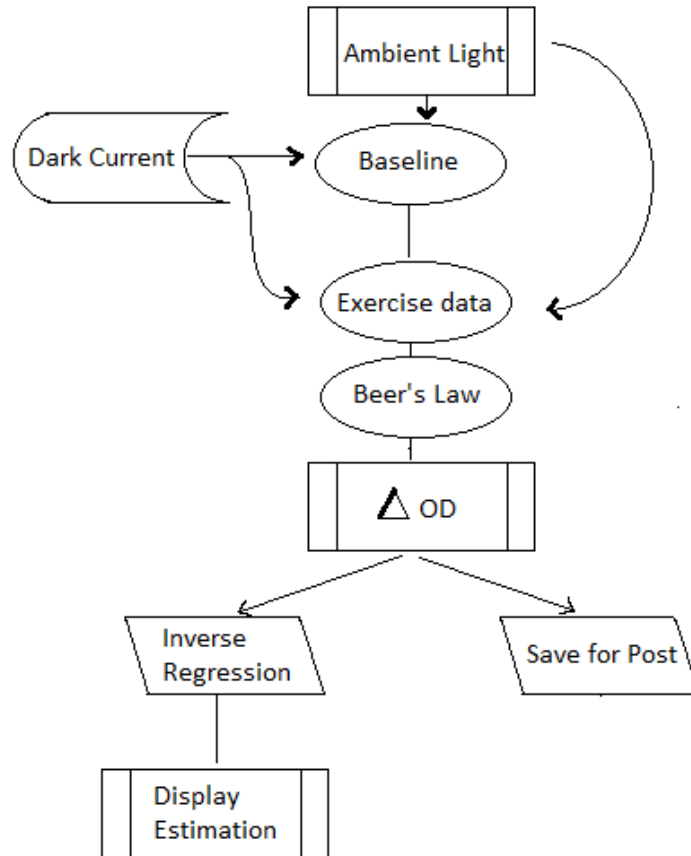 Ambient Light
Dark Current
Baseline
Exercise data
Beer's Law
Δ OD
Inverse
Regression
Save for Post
Display
Estimation